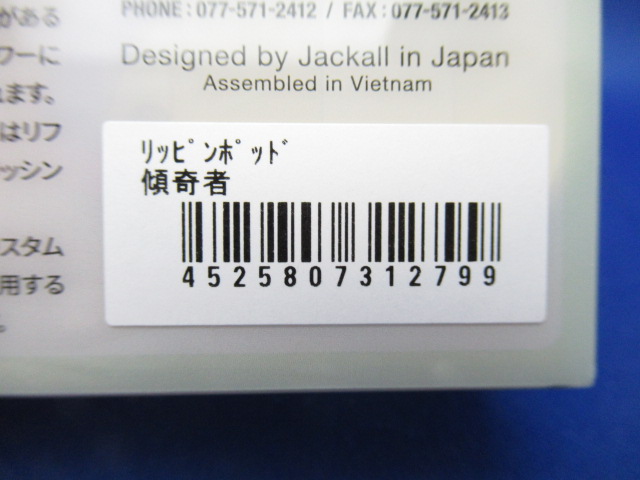 がある
フーに
れます。
はリフ
ッシン
スタム
用する
。
PHONE: 077-571-2412 / FAX: 077-571-2413
Designed by Jackall in Japan
Assembled in Vietnam
ﾘｯﾋﾟﾝﾎﾟｯﾄﾞ
傾奇者
4525807312799